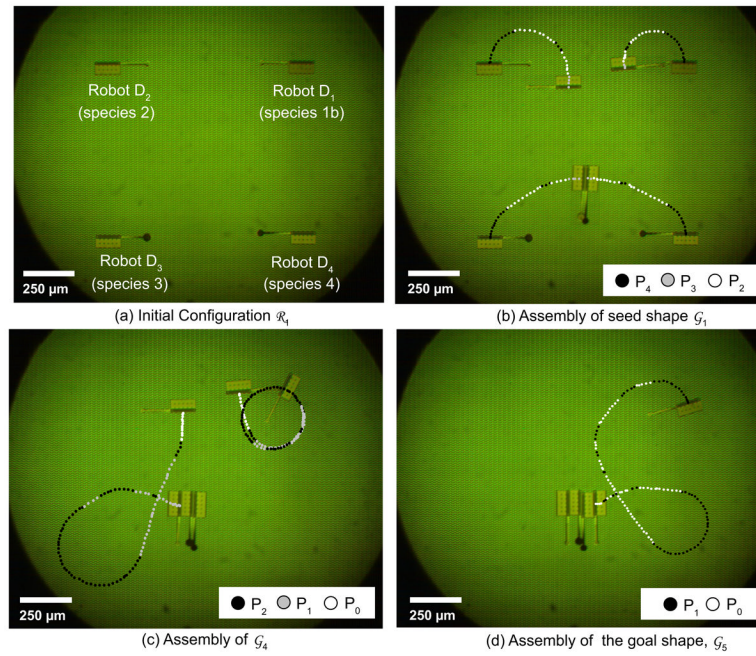 Robot D₂
(species 2)
Robot D₁
(species 1b)
Robot D₃
(species 3)
Robot D₄
(species 4)
250 µm
(a) Initial Configuration ℛ₁
250 µm
P₄ P₃ P₂
(b) Assembly of seed shape 𝒢₁
250 µm
P₂ P₁ P₀
(c) Assembly of 𝒢₄
250 µm
P₁ P₀
(d) Assembly of the goal shape, 𝒢₅